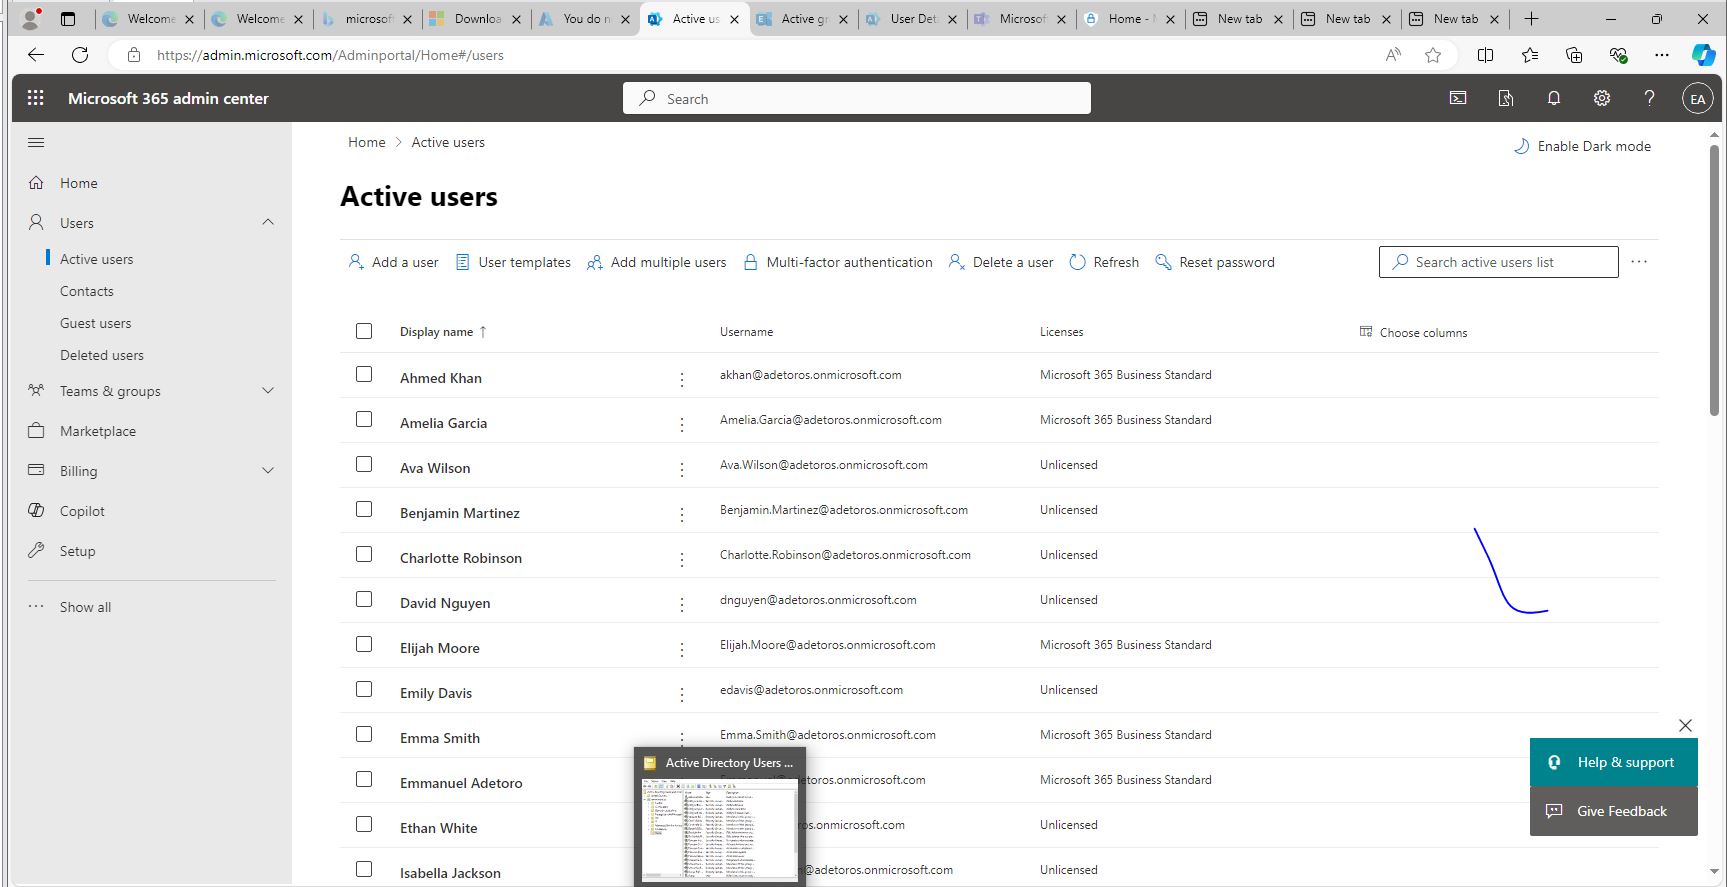 Welcome
Welcome
microsoft
Downloa
You do n
Active us
Active gr
User Det
Microsof
Home - M
New tab
New tab
New tab
https://admin.microsoft.com/Adminportal/Home#/users
Microsoft 365 admin center
Search
EA
Home
Users
Active users
Contacts
Guest users
Deleted users
Teams & groups
Marketplace
Billing
Copilot
Setup
Show all
Home > Active users
Enable Dark mode
Active users
Add a user
User templates
Add multiple users
Multi-factor authentication
Delete a user
Refresh
Reset password
Search active users list
Display name ↑ Username Licenses Choose columns
Ahmed Khan akhan@adetoros.onmicrosoft.com Microsoft 365 Business Standard
Amelia Garcia Amelia.Garcia@adetoros.onmicrosoft.com Microsoft 365 Business Standard
Ava Wilson Ava.Wilson@adetoros.onmicrosoft.com Unlicensed
Benjamin Martinez Benjamin.Martinez@adetoros.onmicrosoft.com Unlicensed
Charlotte Robinson Charlotte.Robinson@adetoros.onmicrosoft.com Unlicensed
David Nguyen dnguyen@adetoros.onmicrosoft.com Unlicensed
Elijah Moore Elijah.Moore@adetoros.onmicrosoft.com Microsoft 365 Business Standard
Emily Davis edavis@adetoros.onmicrosoft.com Unlicensed
Emma Smith Emma.Smith@adetoros.onmicrosoft.com Microsoft 365 Business Standard
Emmanuel Adetoro etoros.onmicrosoft.com Microsoft 365 Business Standard
Ethan White os.onmicrosoft.com Unlicensed
Isabella Jackson n@adetoros.onmicrosoft.com Unlicensed
Active Directory Users ...
Help & support
Give Feedback